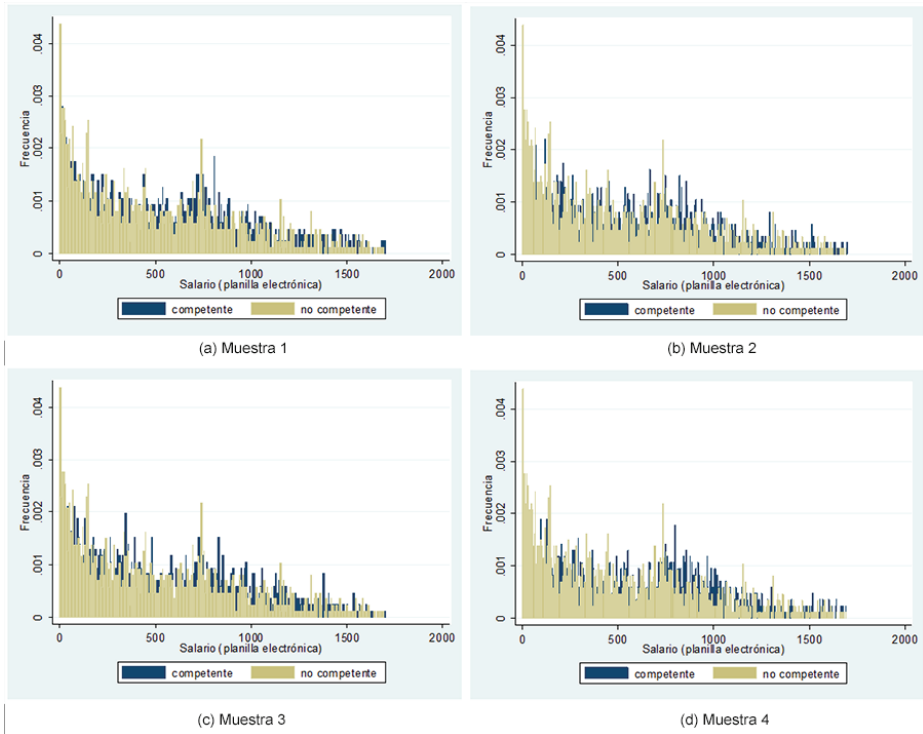 .004
.003
.002
.001
0
Frecuencia
0 500 1000 1500 2000
Salario (planilla electrónica)
competente no competente
(a) Muestra 1
.004
.003
.002
.001
0
Frecuencia
0 500 1000 1500 2000
Salario (planilla electrónica)
competente no competente
(b) Muestra 2
.004
.003
.002
.001
0
Frecuencia
0 500 1000 1500 2000
Salario (planilla electrónica)
competente no competente
(c) Muestra 3
.004
.003
.002
.001
0
Frecuencia
0 500 1000 1500 2000
Salario (planilla electrónica)
competente no competente
(d) Muestra 4